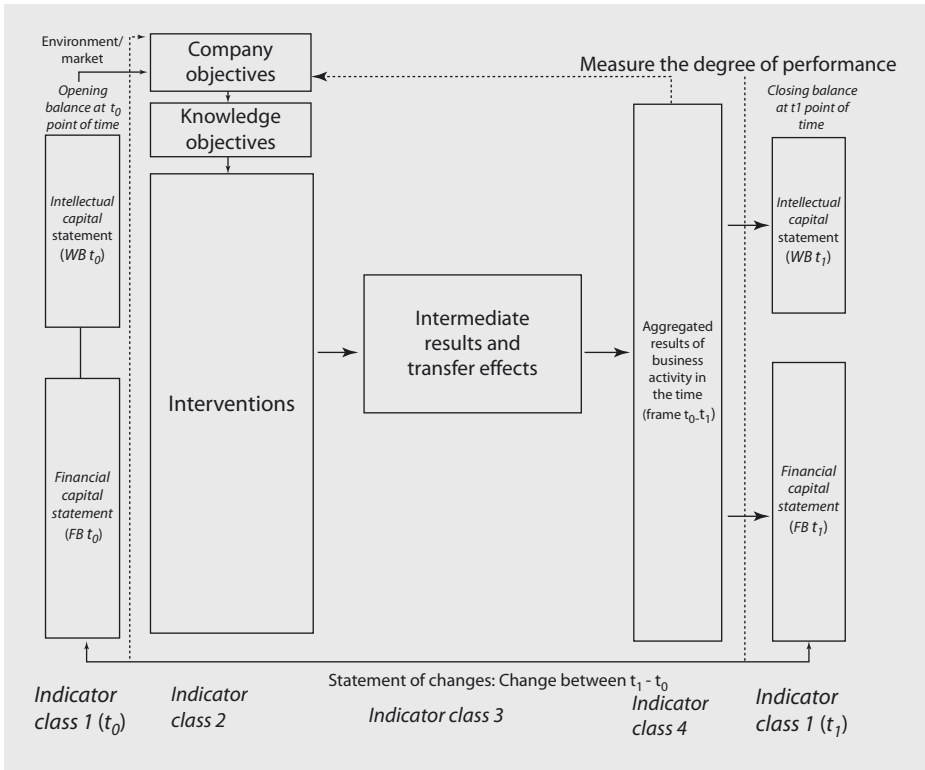 Environment/
market
Opening
balance at t₀
point of time
Intellectual
capital
statement
(WB t₀)
Financial
capital
statement
(FB t₀)
Company
objectives
Knowledge
objectives
Interventions
Intermediate
results and
transfer effects
Measure the degree of performance
Aggregated
results of
business
activity in
the time
(frame t₀-t₁)
Closing balance
at t1 point of
time
Intellectual
capital
statement
(WB t₁)
Financial
capital
statement
(FB t₁)
Statement of changes: Change between t₁ - t₀
Indicator
class 1 (t₀)
Indicator
class 2
Indicator class 3
Indicator
class 4
Indicator
class 1 (t₁)